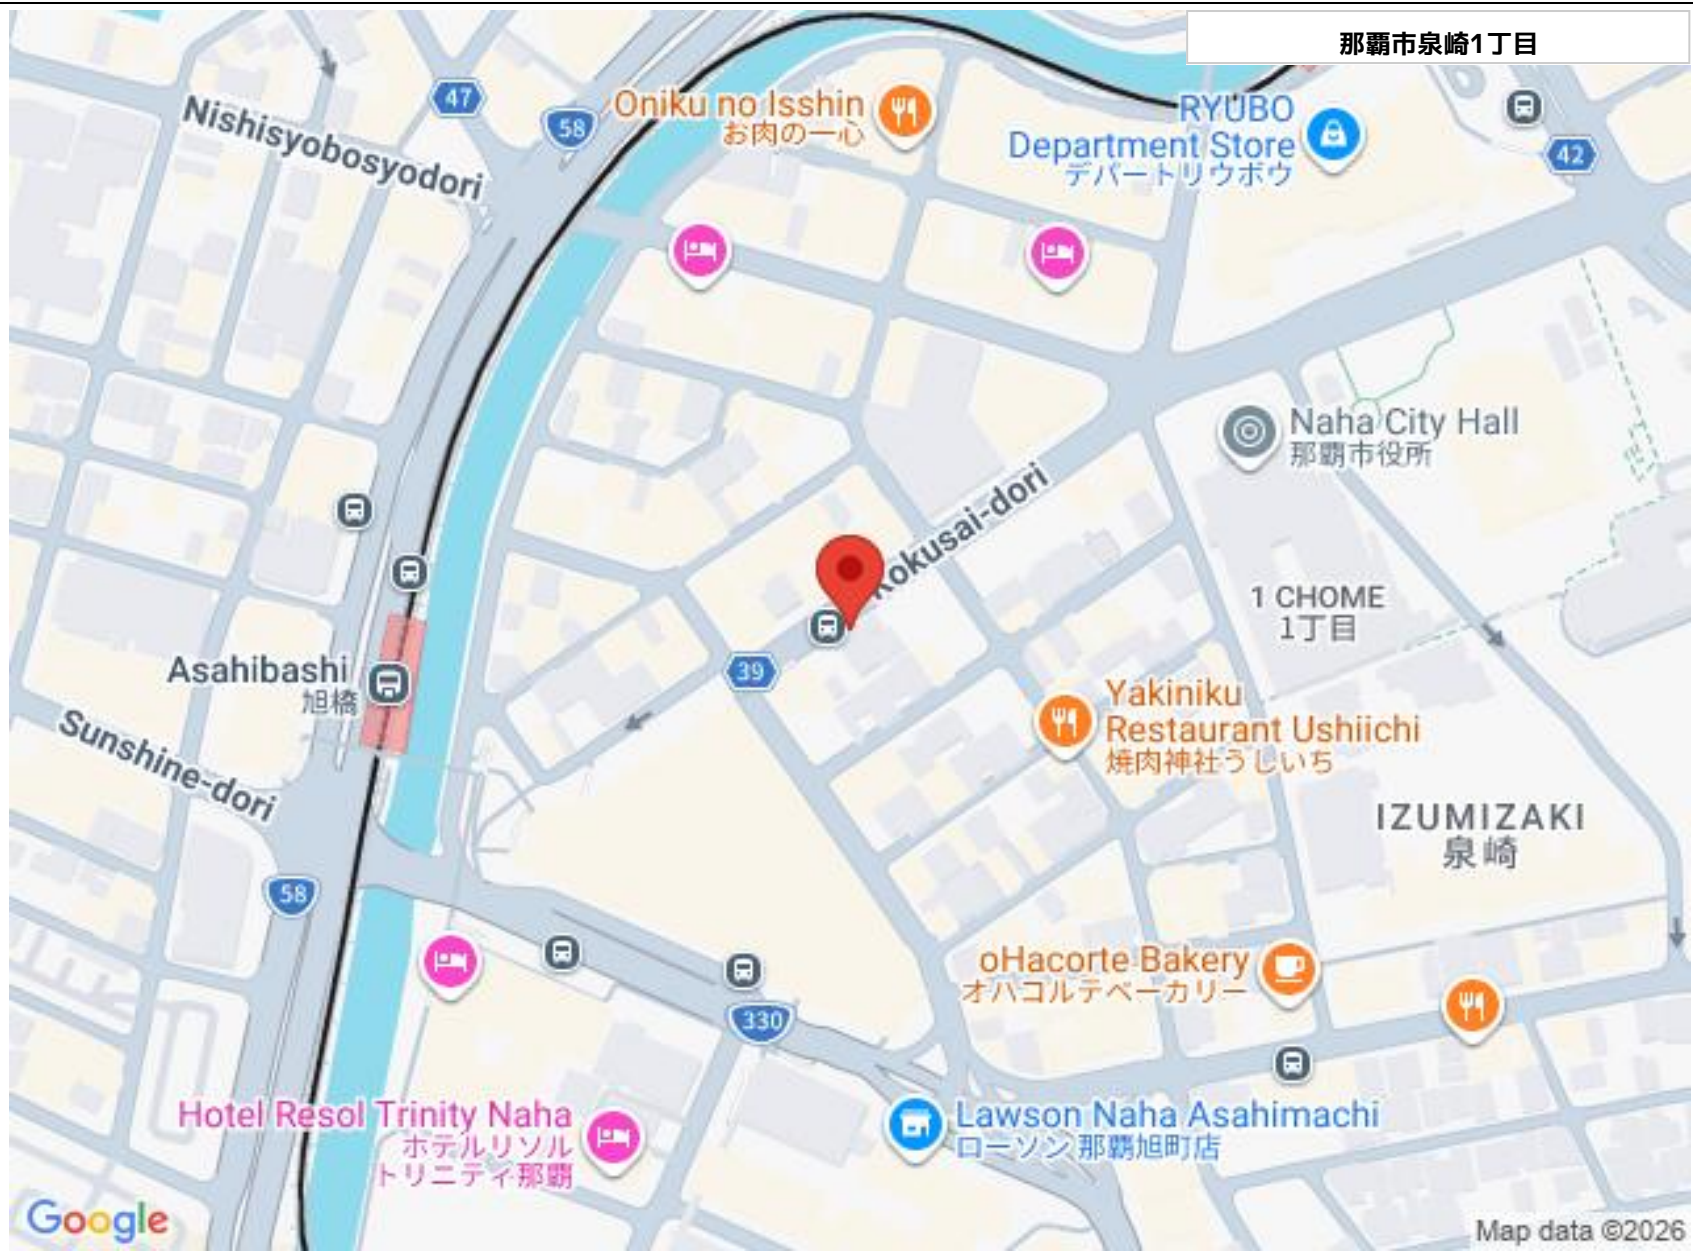 那覇市泉崎1丁目
47
58
Nishisyobosyodori
Oniku no Isshin
お肉の一心
RYUBO
Department Store
デパートリウボウ
42
Naha City Hall
那覇市役所
Kokusai-dori
1 CHOME
1丁目
39
Asahibashi
旭橋
Sunshine-dori
Yakiniku
Restaurant Ushiichi
焼肉神社うしいち
IZUMIZAKI
泉崎
58
oHacorte Bakery
オハコルテベーカリー
330
Hotel Resol Trinity Naha
ホテルリソル
トリニティ那覇
Lawson Naha Asahimachi
ローソン 那覇旭町店
Google
Map data ©2026